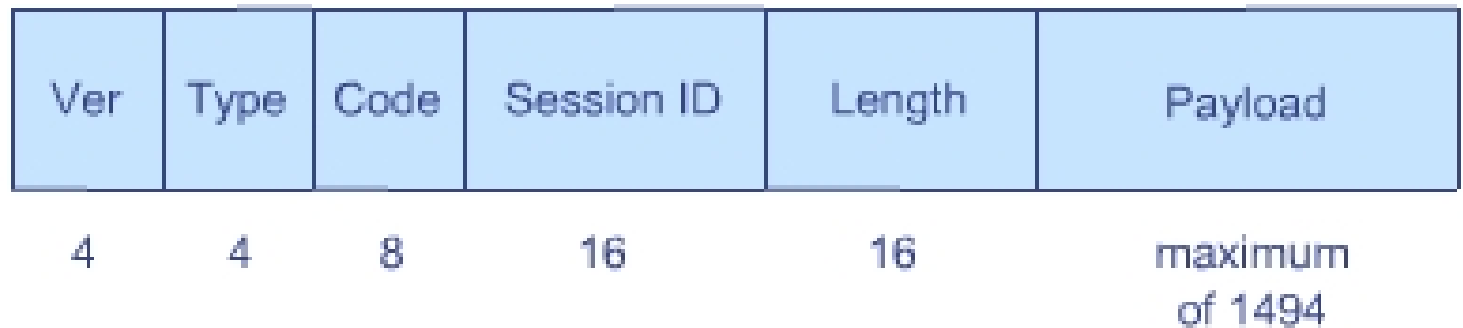 Ver Type Code Session ID Length Payload
4 4 8 16 16 maximum
of 1494